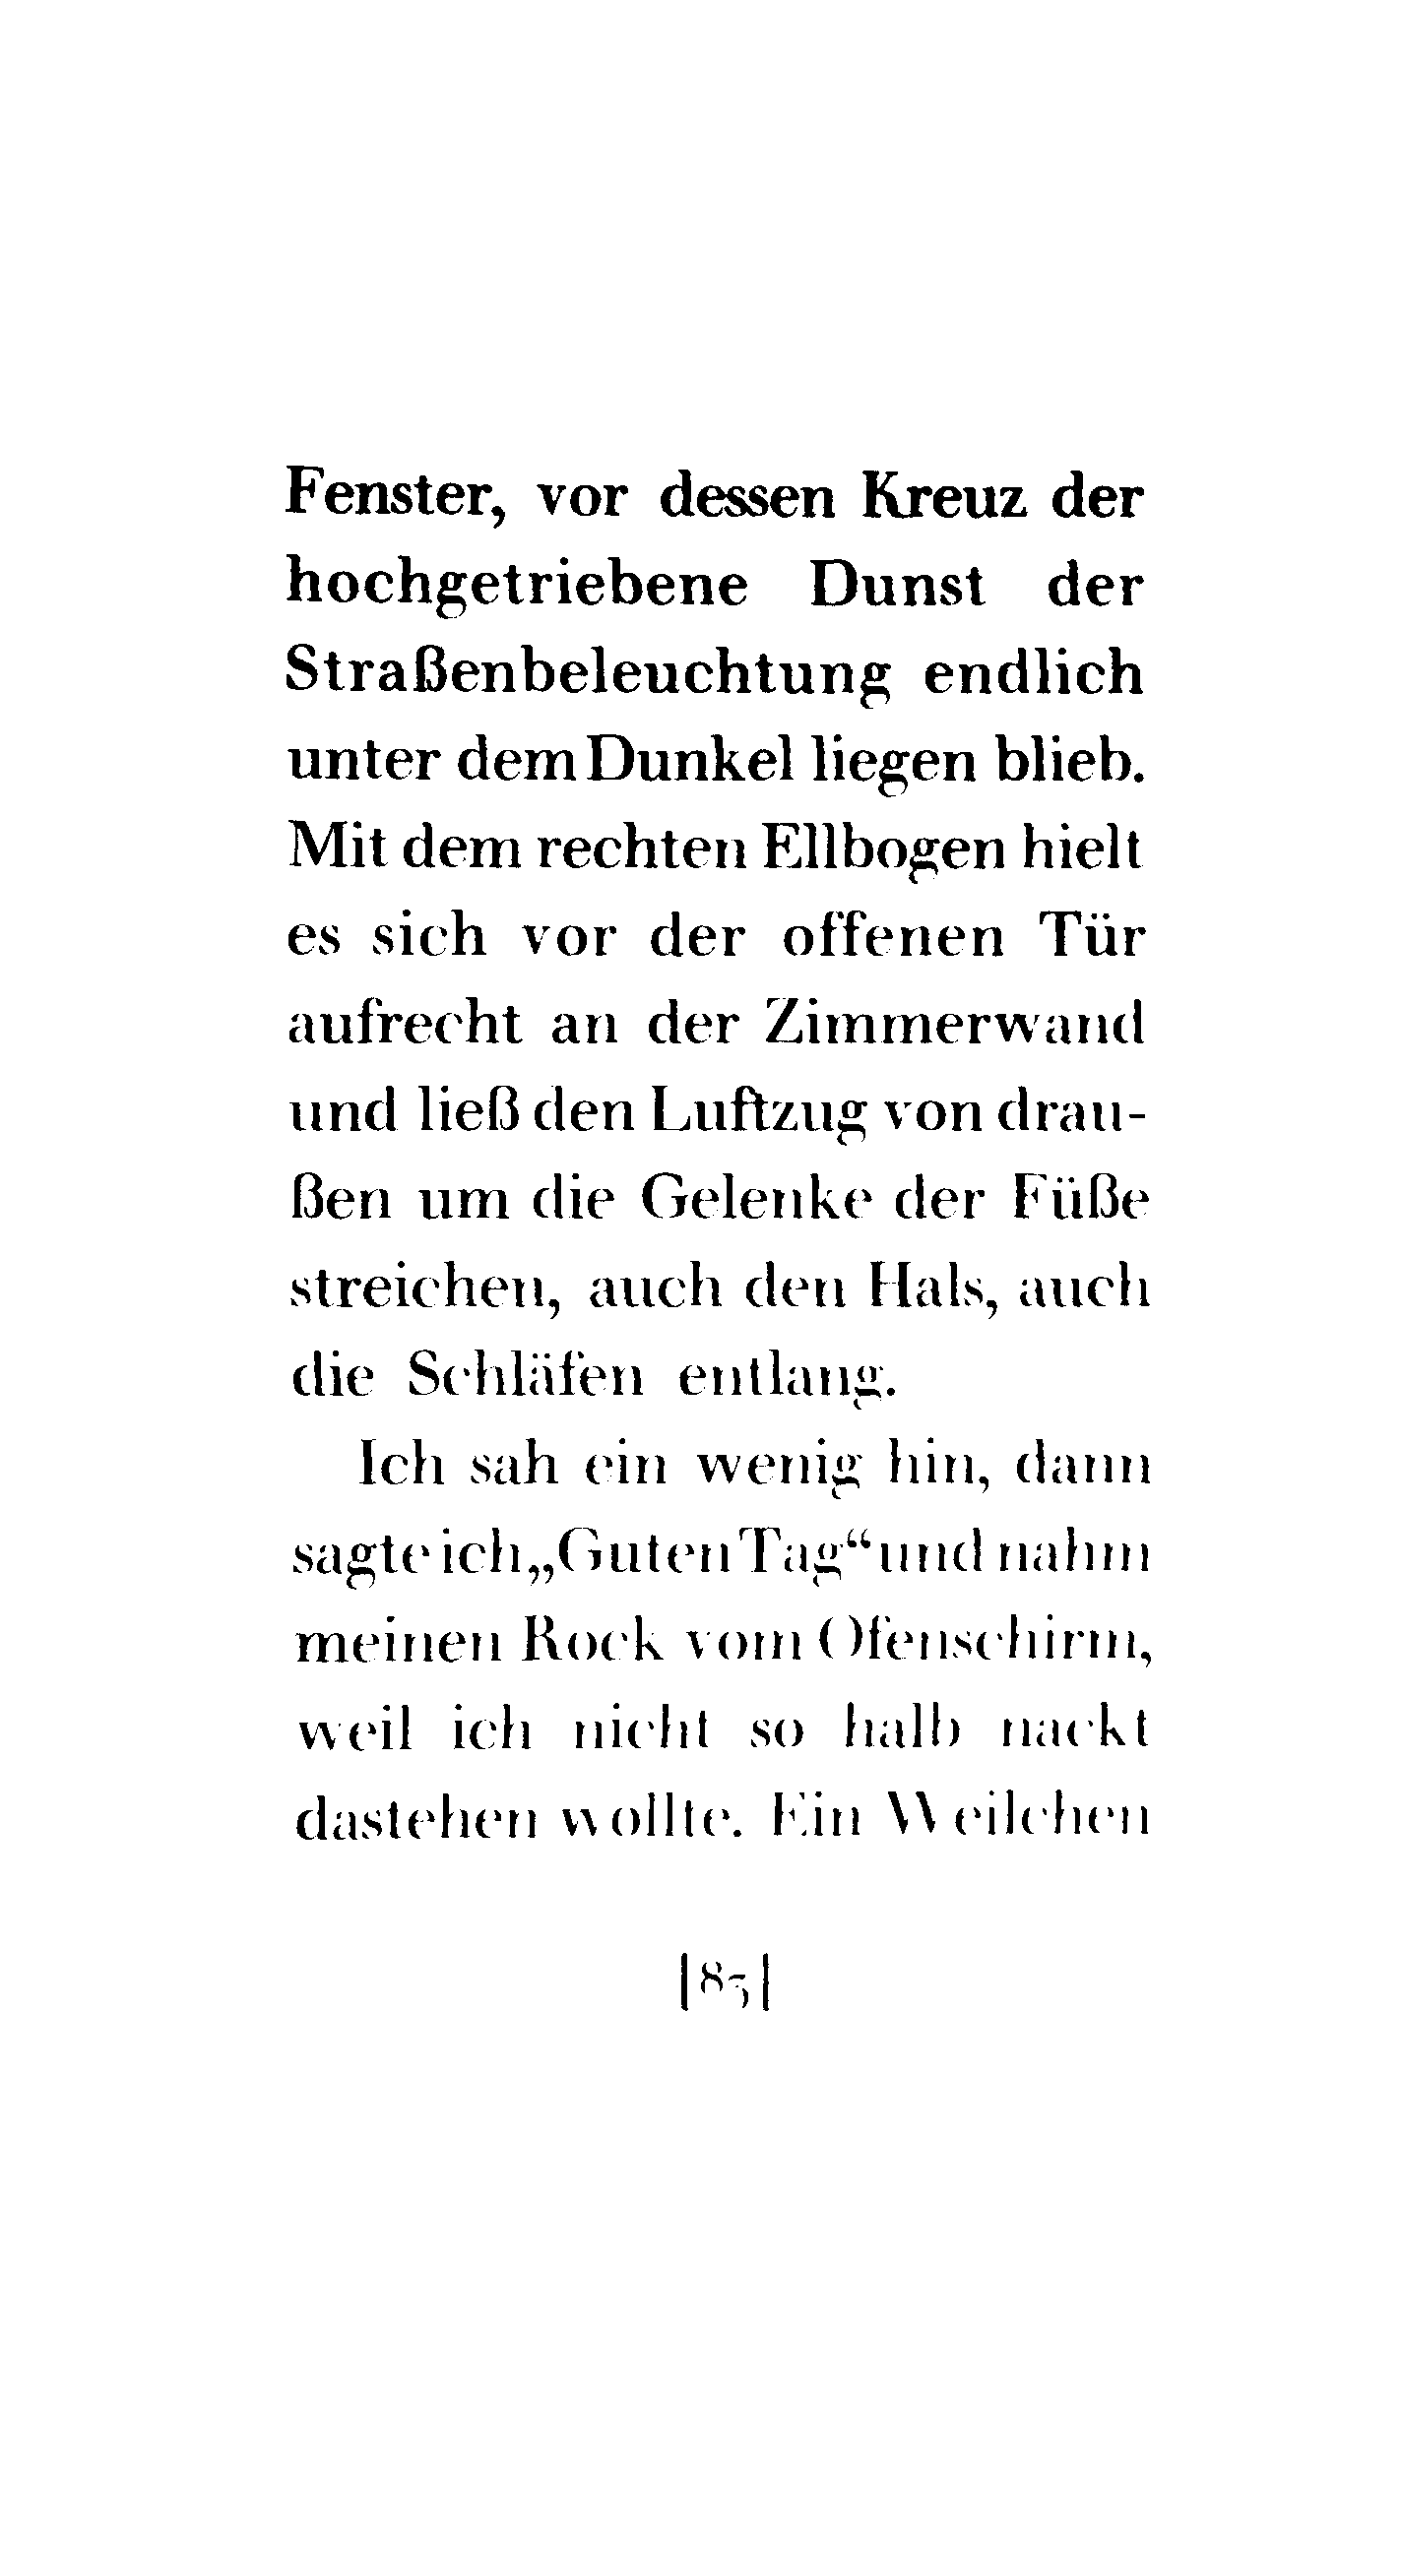 Fenster, vor dessen Kreuz der
hochgetriebene Dunst der
Straßenbeleuchtung endlich
unter dem Dunkel liegen blieb.
Mit dem rechten Ellbogen hielt
es sich vor der offenen Tür
aufrecht an der Zimmerwand
und ließ den Luftzug von drau-
ßen um die Gelenke der Füße
streichen, auch den Hals, auch
die Schläfen entlang.
Ich sah ein wenig hin, dann
sagte ich „Guten Tag“ und nahm
meinen Rock vom Ofenschirm,
weil ich nicht so halb nackt
dastehen wollte. Ein Weilchen